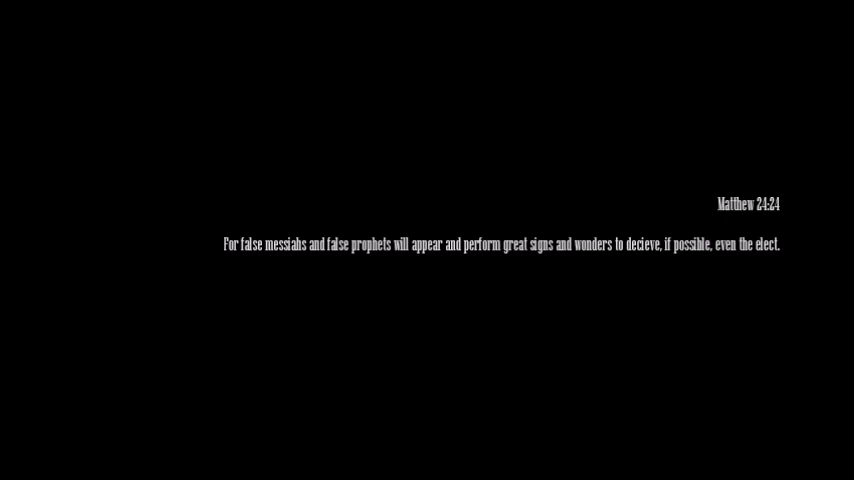 Matthew 24:24
For false messiahs and false prophets will appear and perform great signs and wonders to decieve, if possible, even the elect.